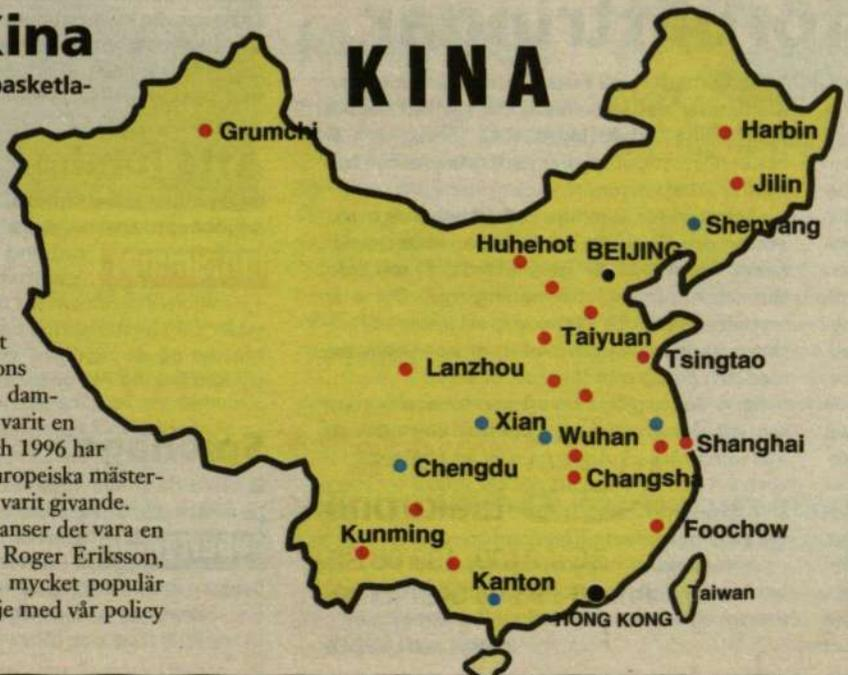 Kina
basketla-
t
ons
dam-
varit en
h 1996 har
uropeiska mäster-
varit givande.
anser det vara en
Roger Eriksson,
mycket populär
je med vår policy
KINA
Grumchi
Harbin
Jilin
Shenyang
Huhehot
BEIJING
Taiyuan
Tsingtao
Lanzhou
Xian
Wuhan
Shanghai
Chengdu
Changsha
Kunming
Foochow
Kanton
Taiwan
HONG KONG